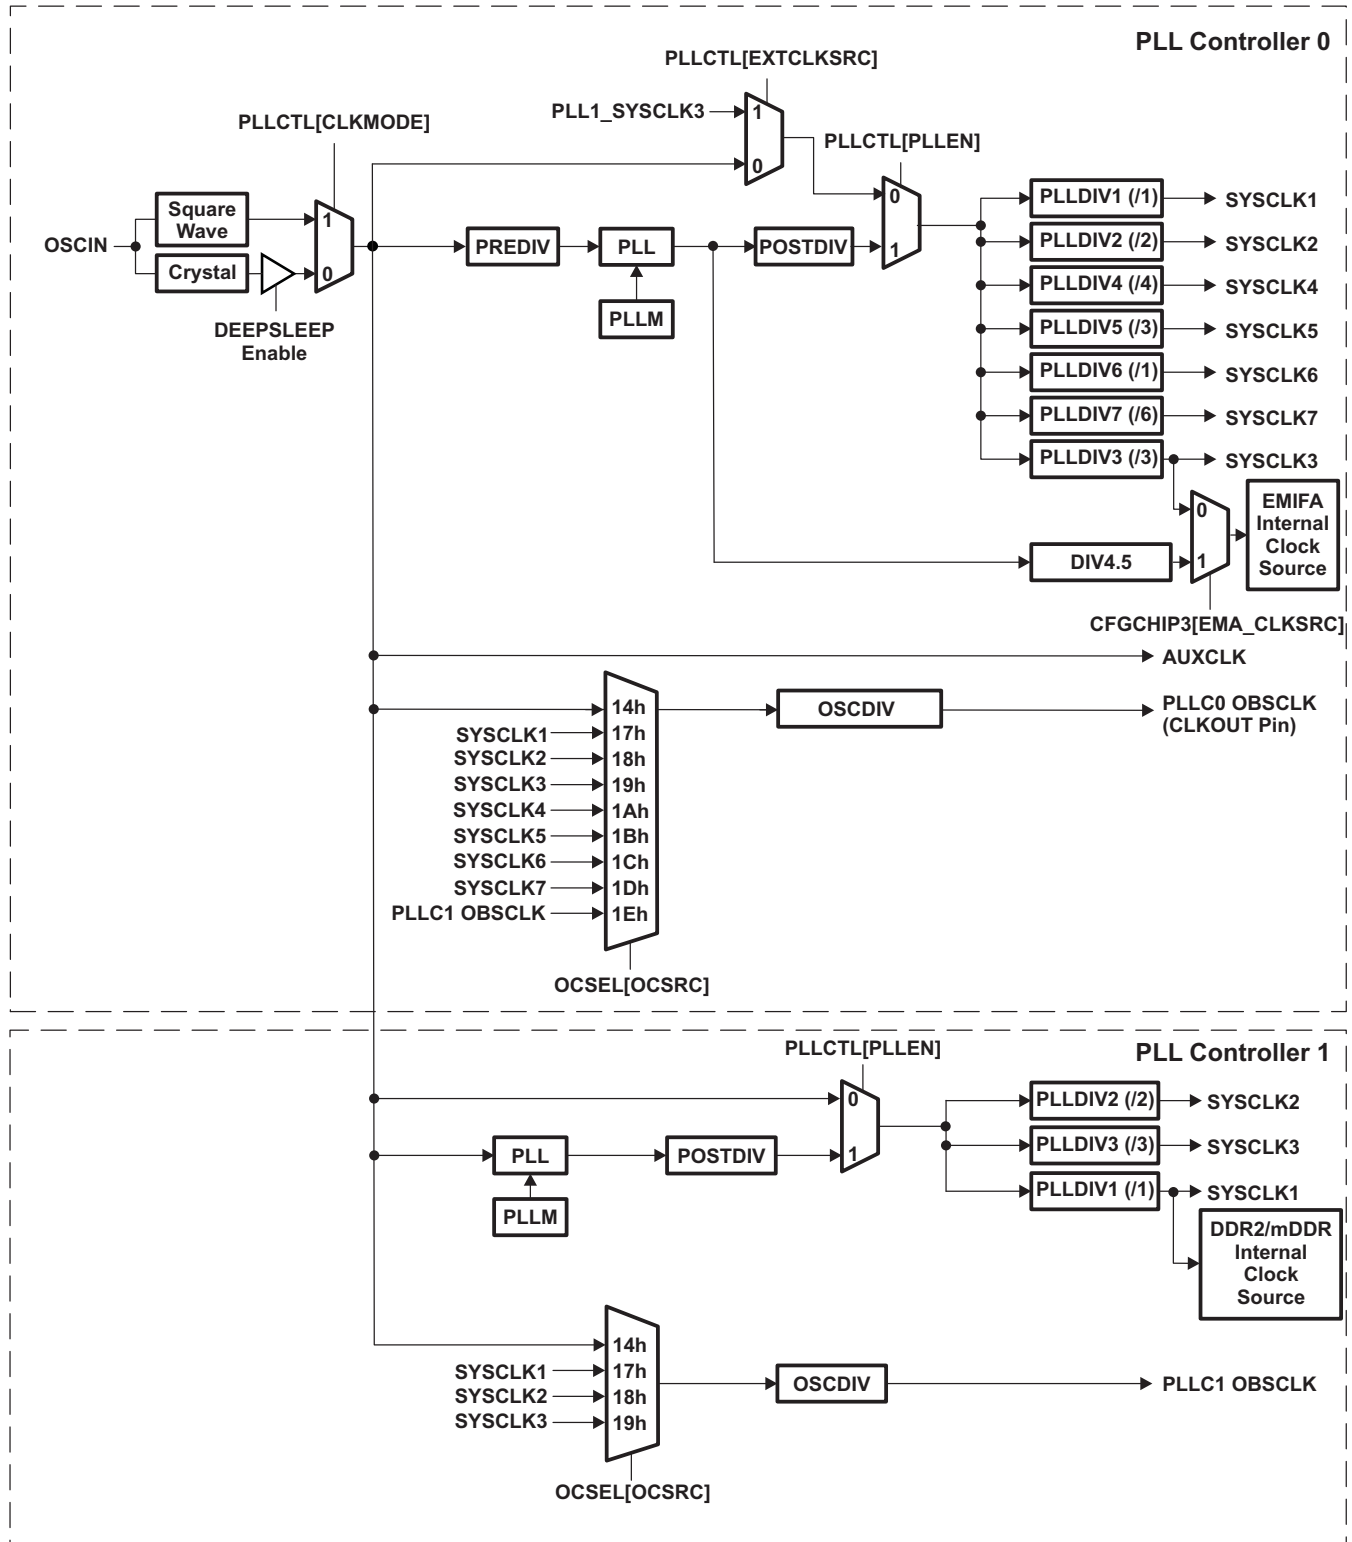 PLL Controller 0
PLLCTL[EXTCLKSRC]
PLL1_SYSCLK3
1
0
PLLCTL[CLKMODE]
PLLCTL[PLLEN]
Square
Wave
1
OSCIN
Crystal
0
DEEPSLEEP
Enable
PREDIV
PLL
PLLM
POSTDIV
0
1
PLLDIV1 (/1)
SYSCLK1
PLLDIV2 (/2)
SYSCLK2
PLLDIV4 (/4)
SYSCLK4
PLLDIV5 (/3)
SYSCLK5
PLLDIV6 (/1)
SYSCLK6
PLLDIV7 (/6)
SYSCLK7
PLLDIV3 (/3)
SYSCLK3
0
1
EMIFA
Internal
Clock
Source
DIV4.5
CFGCHIP3[EMA_CLKSRC]
AUXCLK
14h
OSCDIV
PLLC0 OBSCLK
(CLKOUT Pin)
SYSCLK1
17h
SYSCLK2
18h
SYSCLK3
19h
SYSCLK4
1Ah
SYSCLK5
1Bh
SYSCLK6
1Ch
SYSCLK7
1Dh
PLLC1 OBSCLK
1Eh
OCSEL[OCSRC]
PLLCTL[PLLEN]
PLL Controller 1
0
1
PLL
PLLM
POSTDIV
PLLDIV2 (/2)
SYSCLK2
PLLDIV3 (/3)
SYSCLK3
PLLDIV1 (/1)
SYSCLK1
DDR2/mDDR
Internal
Clock
Source
14h
SYSCLK1
17h
SYSCLK2
18h
SYSCLK3
19h
OSCDIV
PLLC1 OBSCLK
OCSEL[OCSRC]